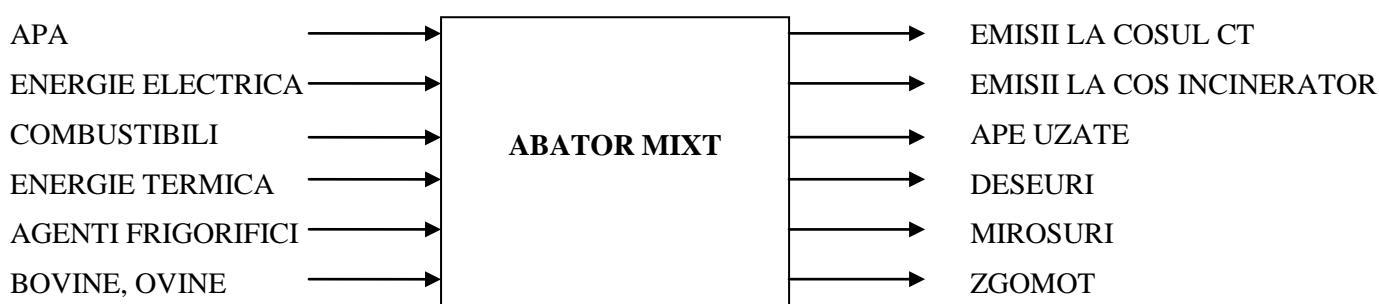 APA
ENERGIE ELECTRICA
COMBUSTIBILI
ENERGIE TERMICA
AGENTI FRIGORIFICI
BOVINE, OVINE
ABATOR MIXT
EMISII LA COSUL CT
EMISII LA COS INCINERATOR
APE UZATE
DESEURI
MIROSURI
ZGOMOT